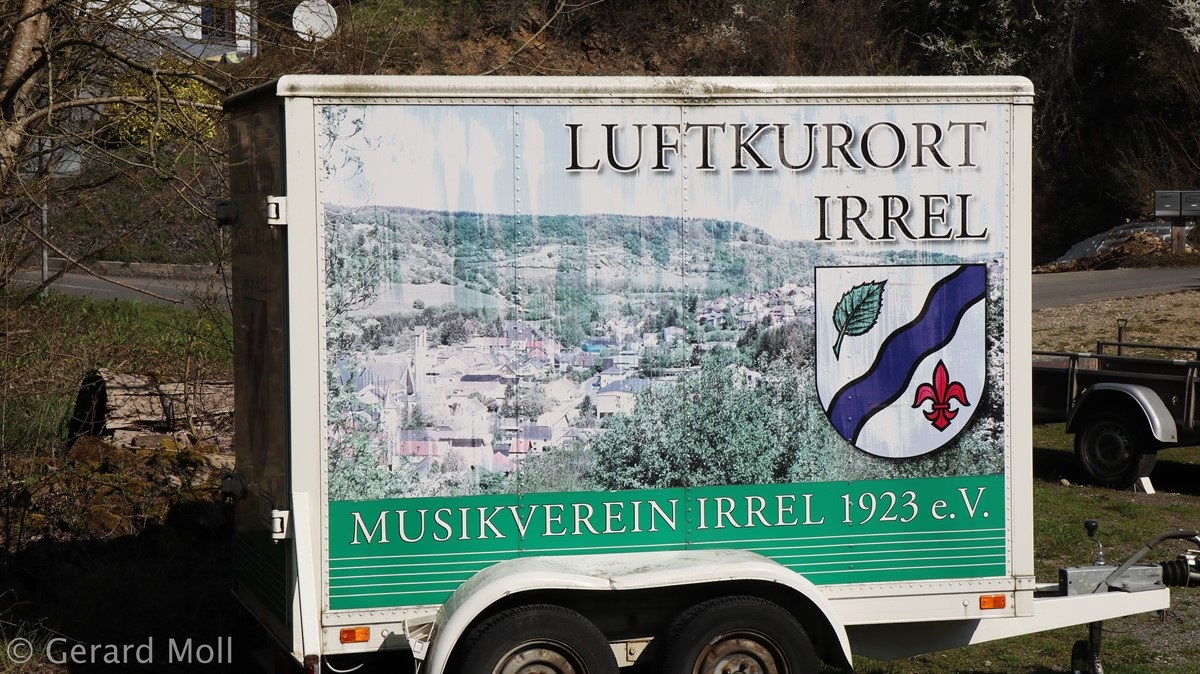 LUFTKURORT
IRREL
MUSIKVEREIN IRREL 1923 e.V.
© Gerard Moll